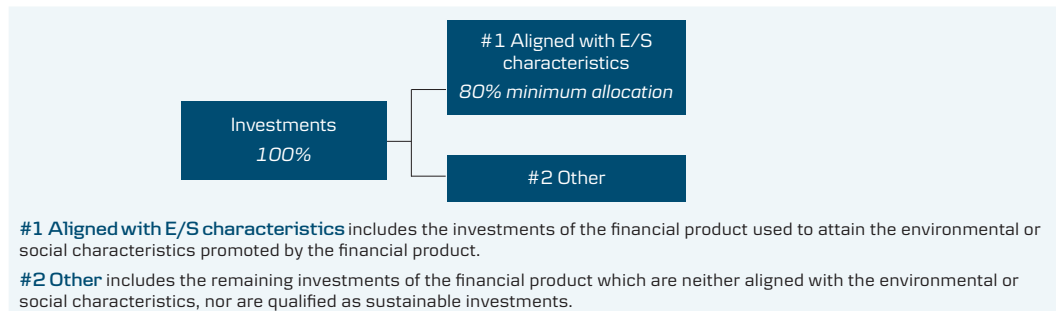 #1 Aligned with E/S
characteristics
80% minimum allocation
Investments
100%
#2 Other
#1 Aligned with E/S characteristics includes the investments of the financial product used to attain the environmental or
social characteristics promoted by the financial product.
#2 Other includes the remaining investments of the financial product which are neither aligned with the environmental or
social characteristics, nor are qualified as sustainable investments.